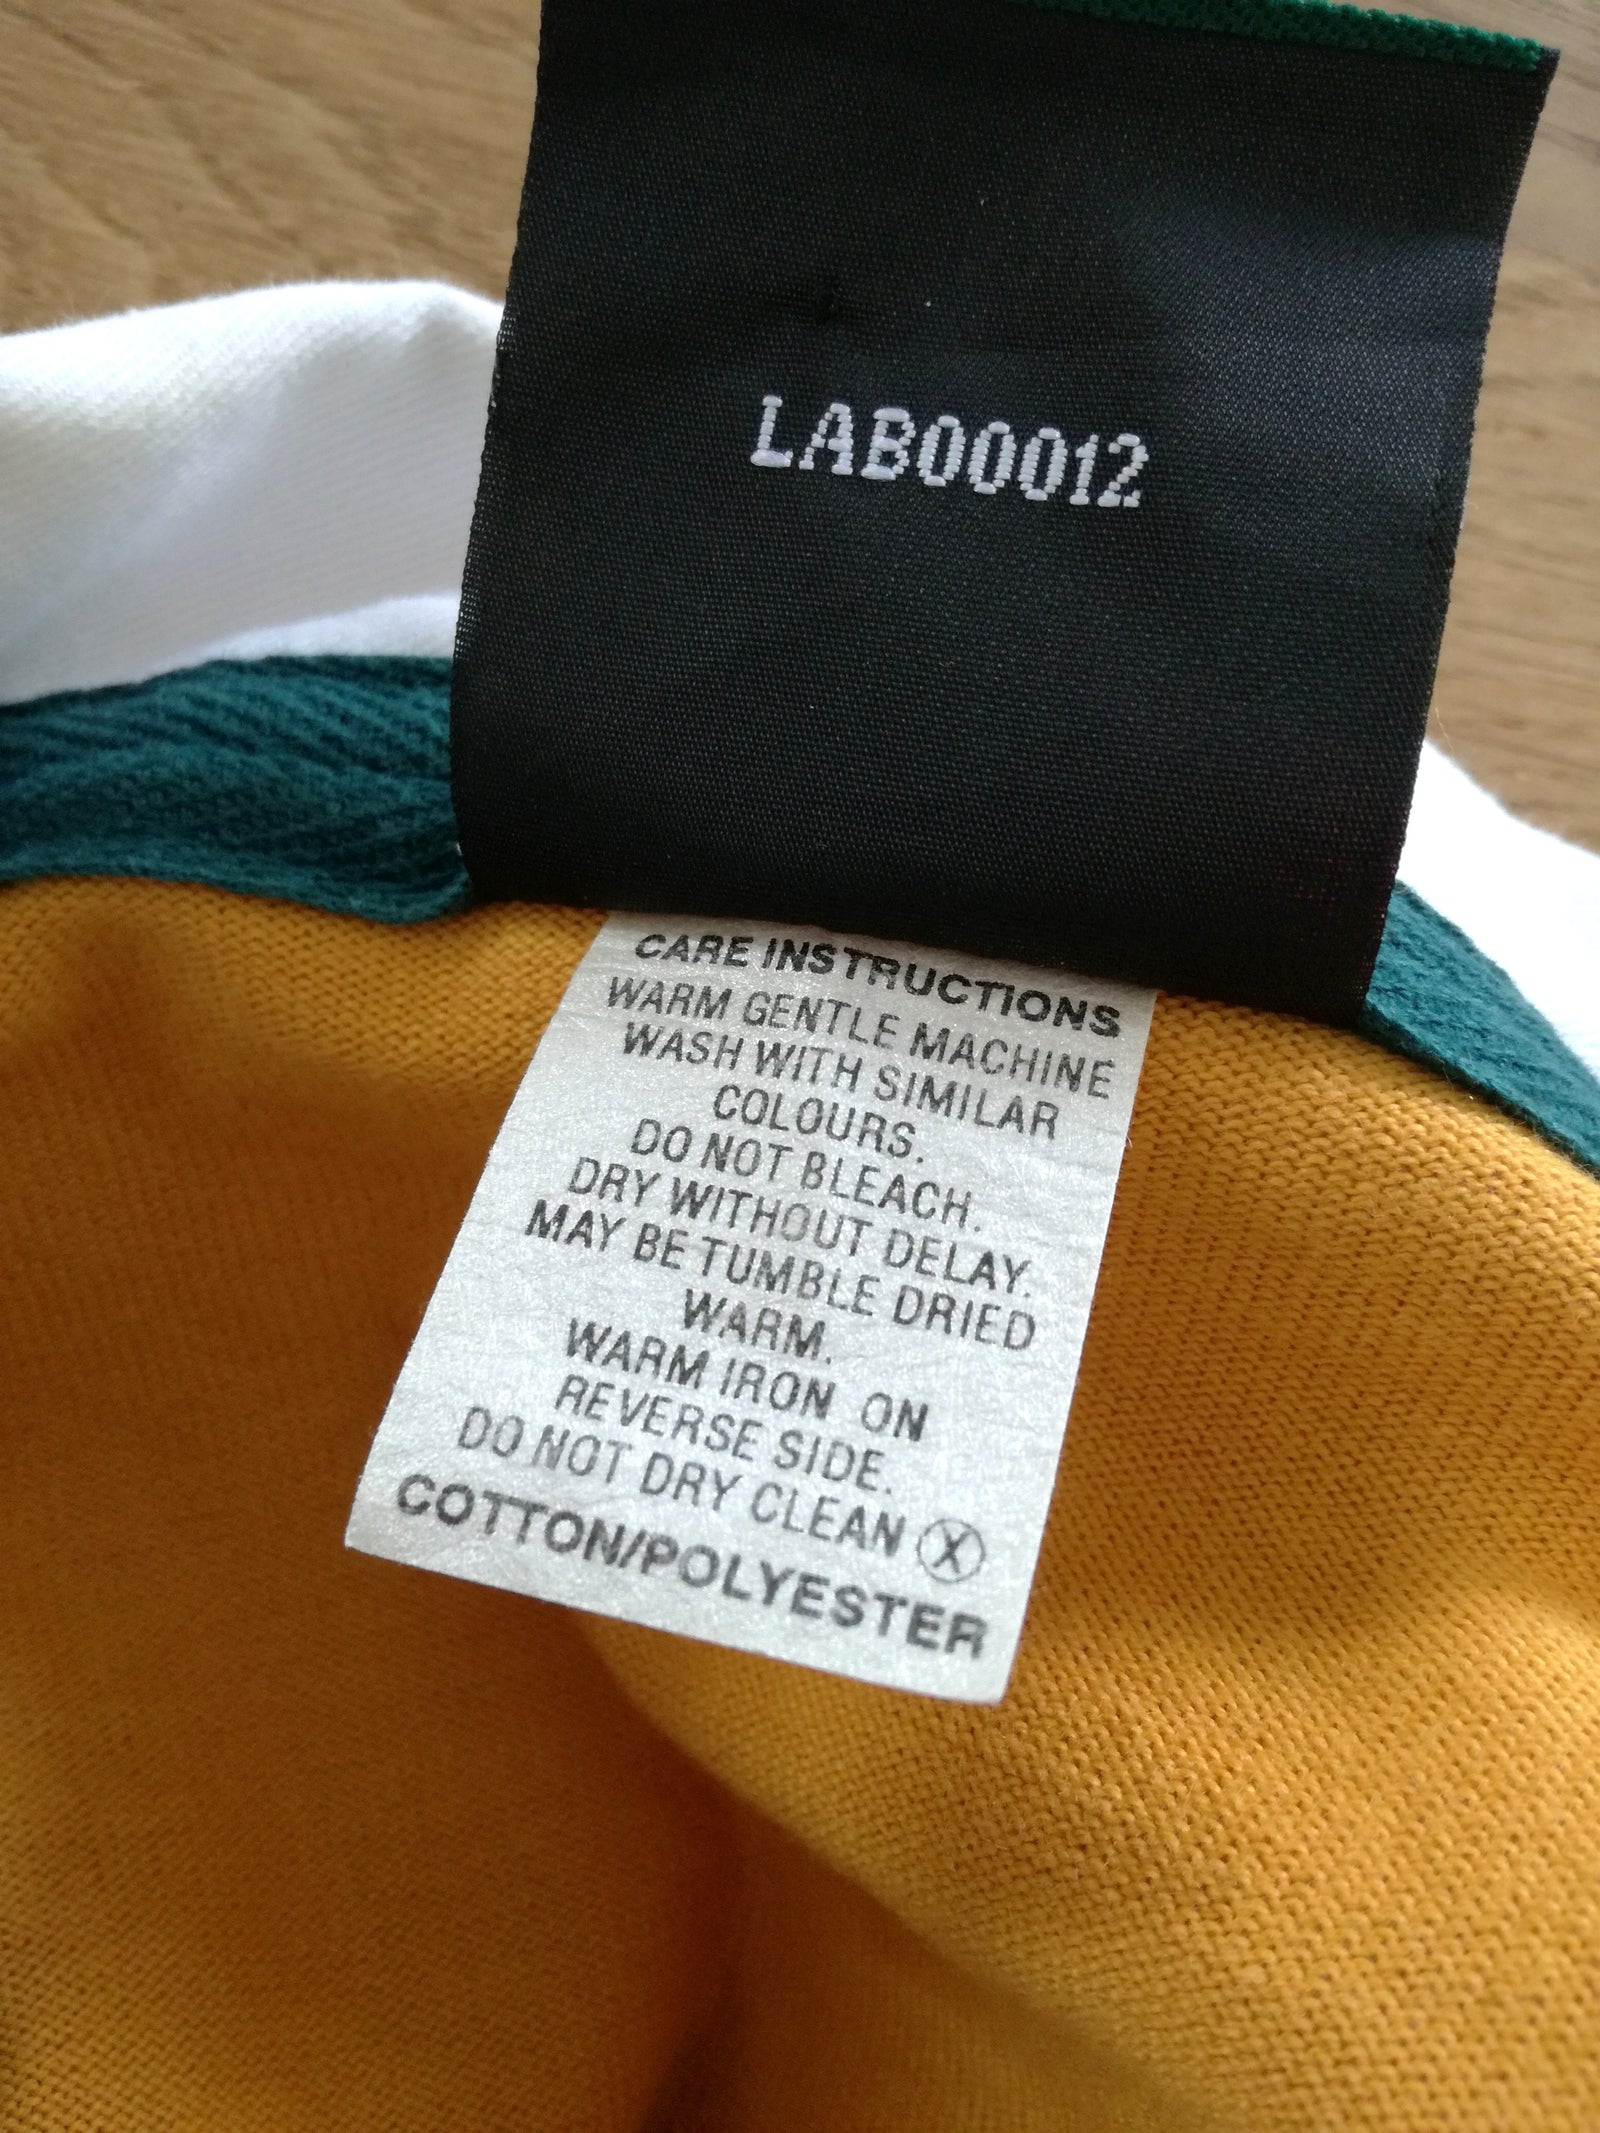 LAB00012
CARE INSTRUCTIONS
WARM GENTLE MACHINE
WASH WITH SIMILAR
COLOURS.
DO NOT BLEACH.
DRY WITHOUT DELAY.
MAY BE TUMBLE DRIED
WARM.
WARM IRON ON
REVERSE SIDE.
DO NOT DRY CLEAN Ⓧ
COTTON/POLYESTER